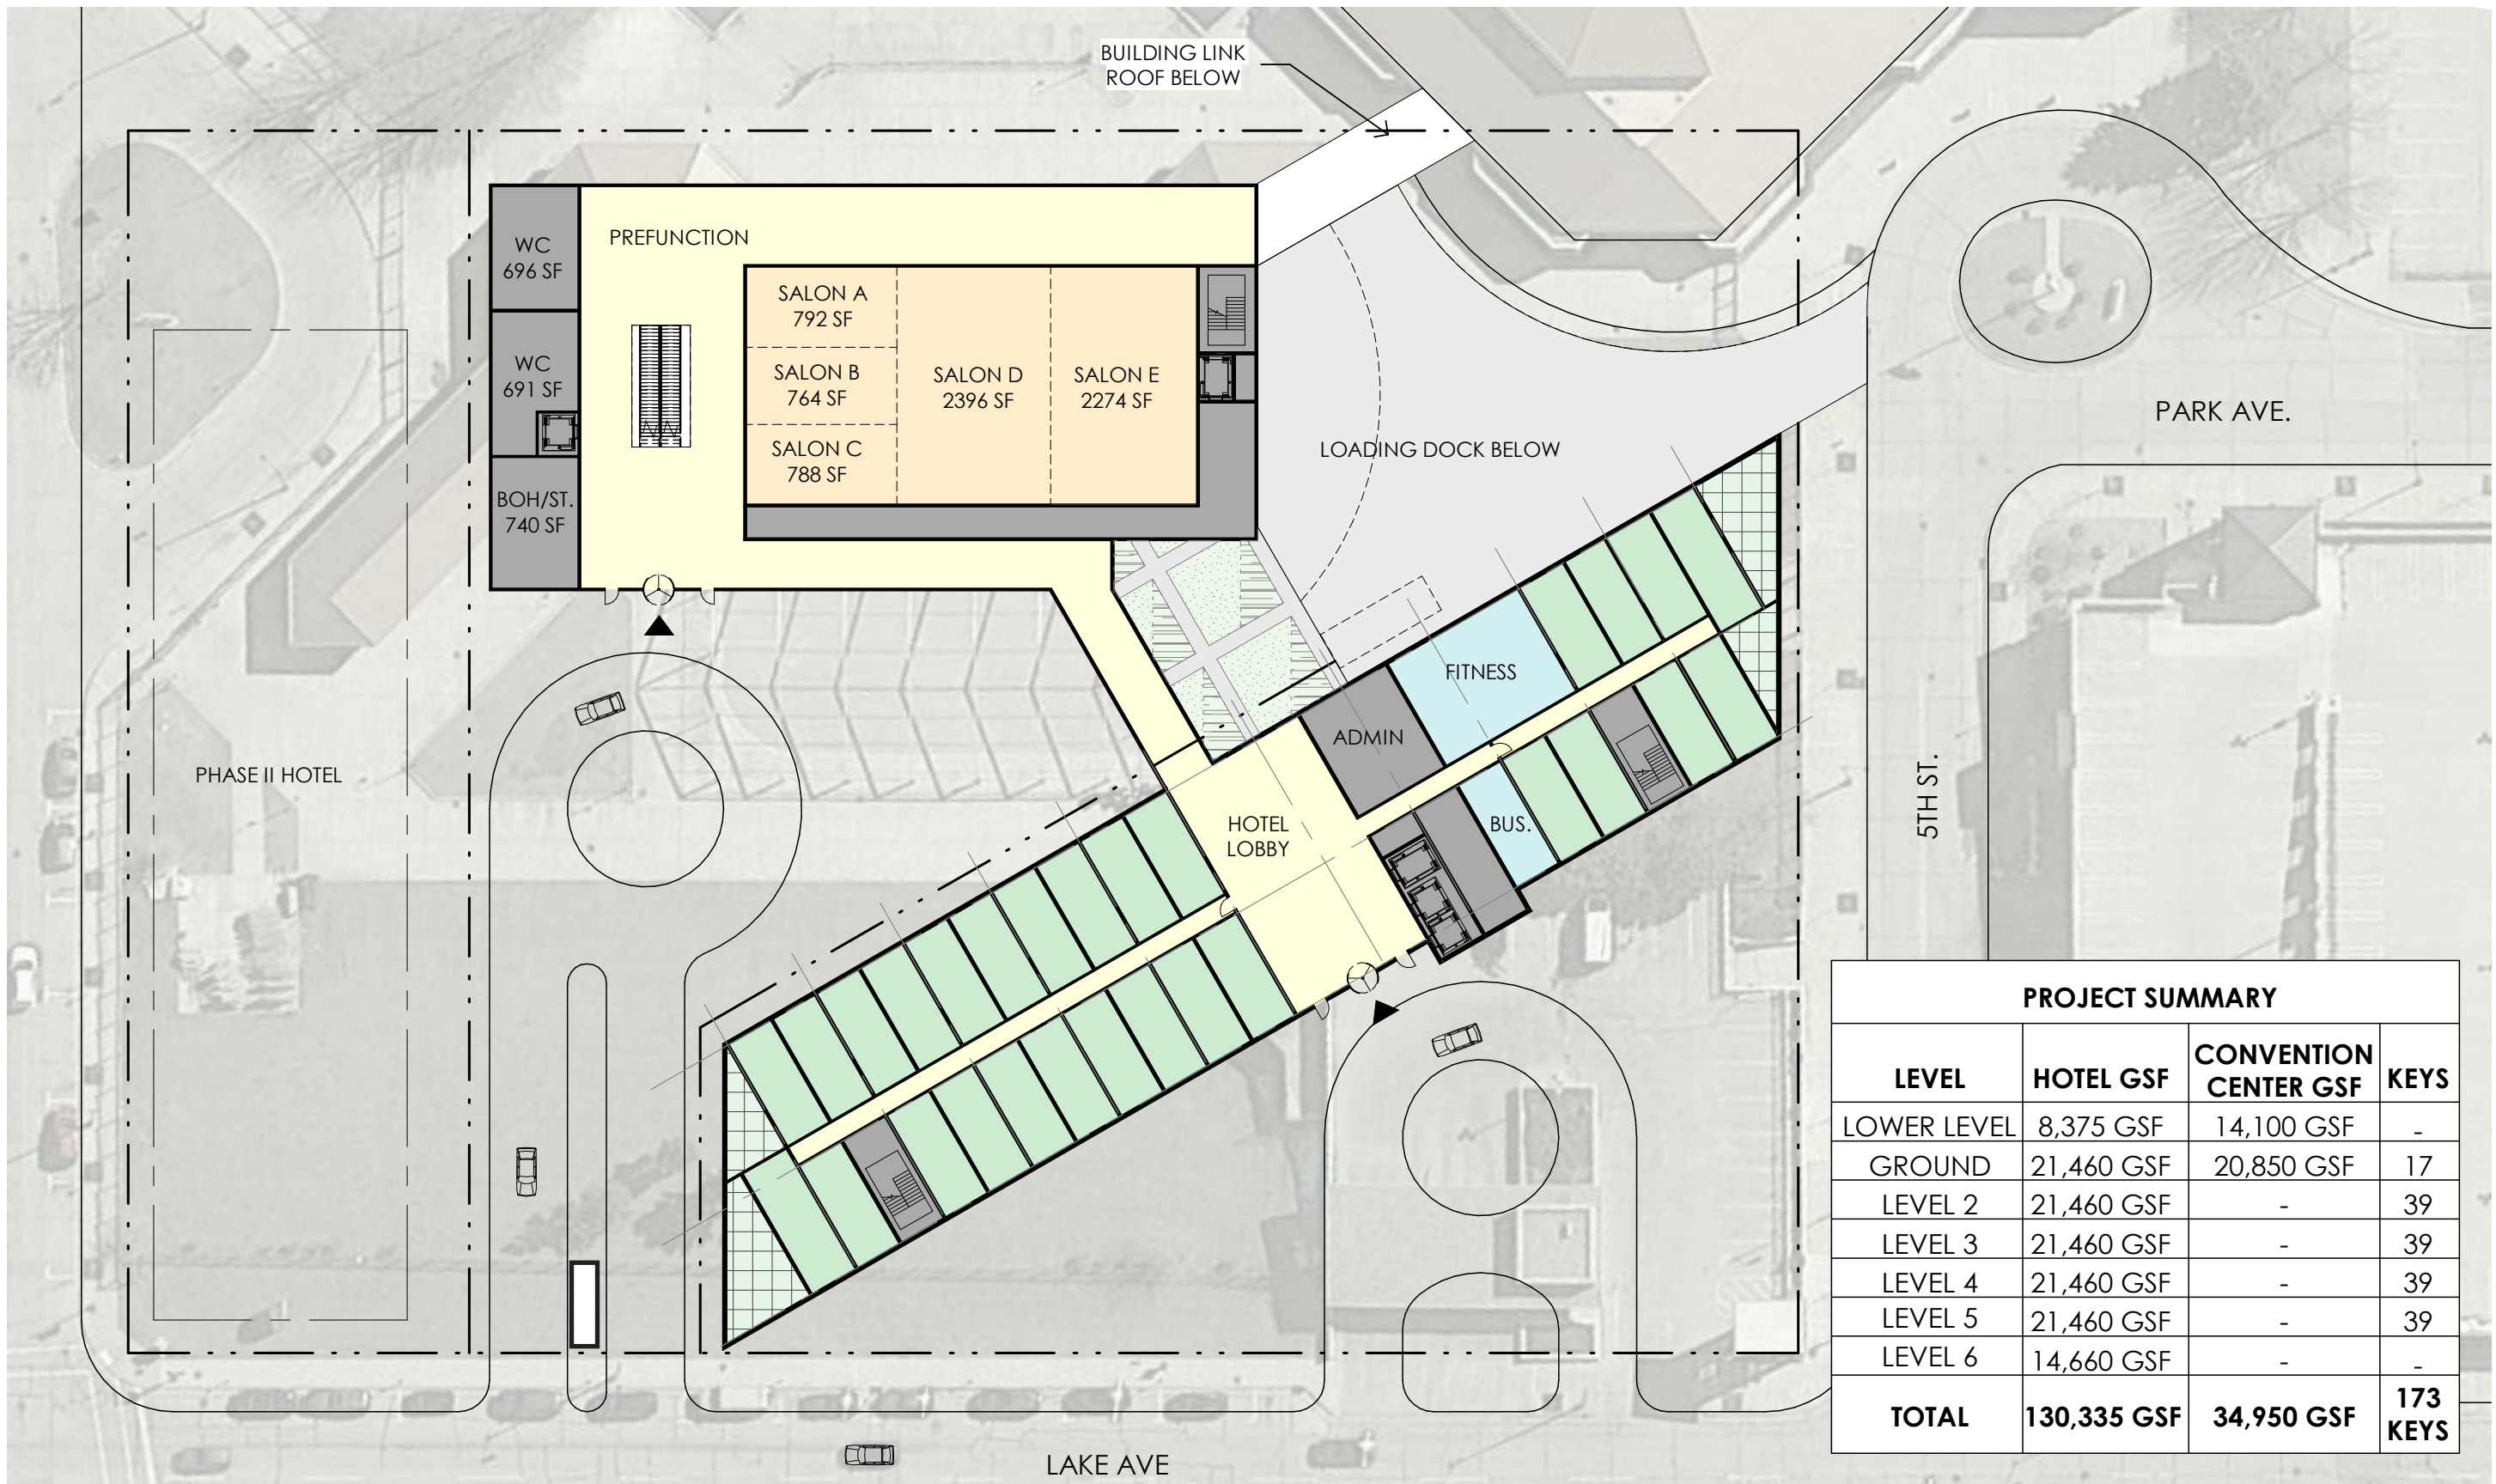 BUILDING LINK
ROOF BELOW
WC
696 SF
PREFUNCTION
SALON A
792 SF
WC
691 SF
SALON B
764 SF
SALON D
2396 SF
SALON E
2274 SF
SALON C
788 SF
BOH/ST.
740 SF
LOADING DOCK BELOW
PARK AVE.
FITNESS
ADMIN
PHASE II HOTEL
HOTEL
LOBBY
BUS.
5TH ST.
PROJECT SUMMARY
LEVEL HOTEL GSF CONVENTION CENTER GSF KEYS
LOWER LEVEL 8,375 GSF 14,100 GSF -
GROUND 21,460 GSF 20,850 GSF 17
LEVEL 2 21,460 GSF - 39
LEVEL 3 21,460 GSF - 39
LEVEL 4 21,460 GSF - 39
LEVEL 5 21,460 GSF - 39
LEVEL 6 14,660 GSF - -
TOTAL 130,335 GSF 34,950 GSF 173 KEYS
LAKE AVE